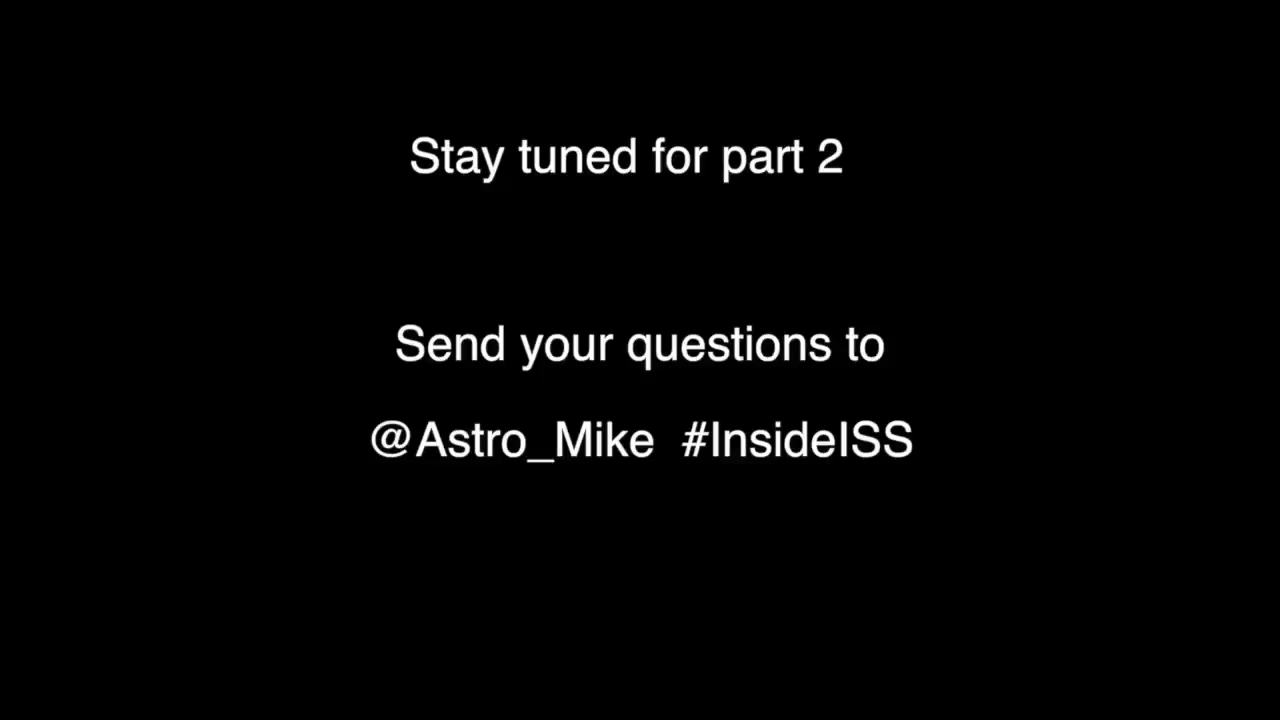 Stay tuned for part 2
Send your questions to
@Astro_Mike #InsideISS